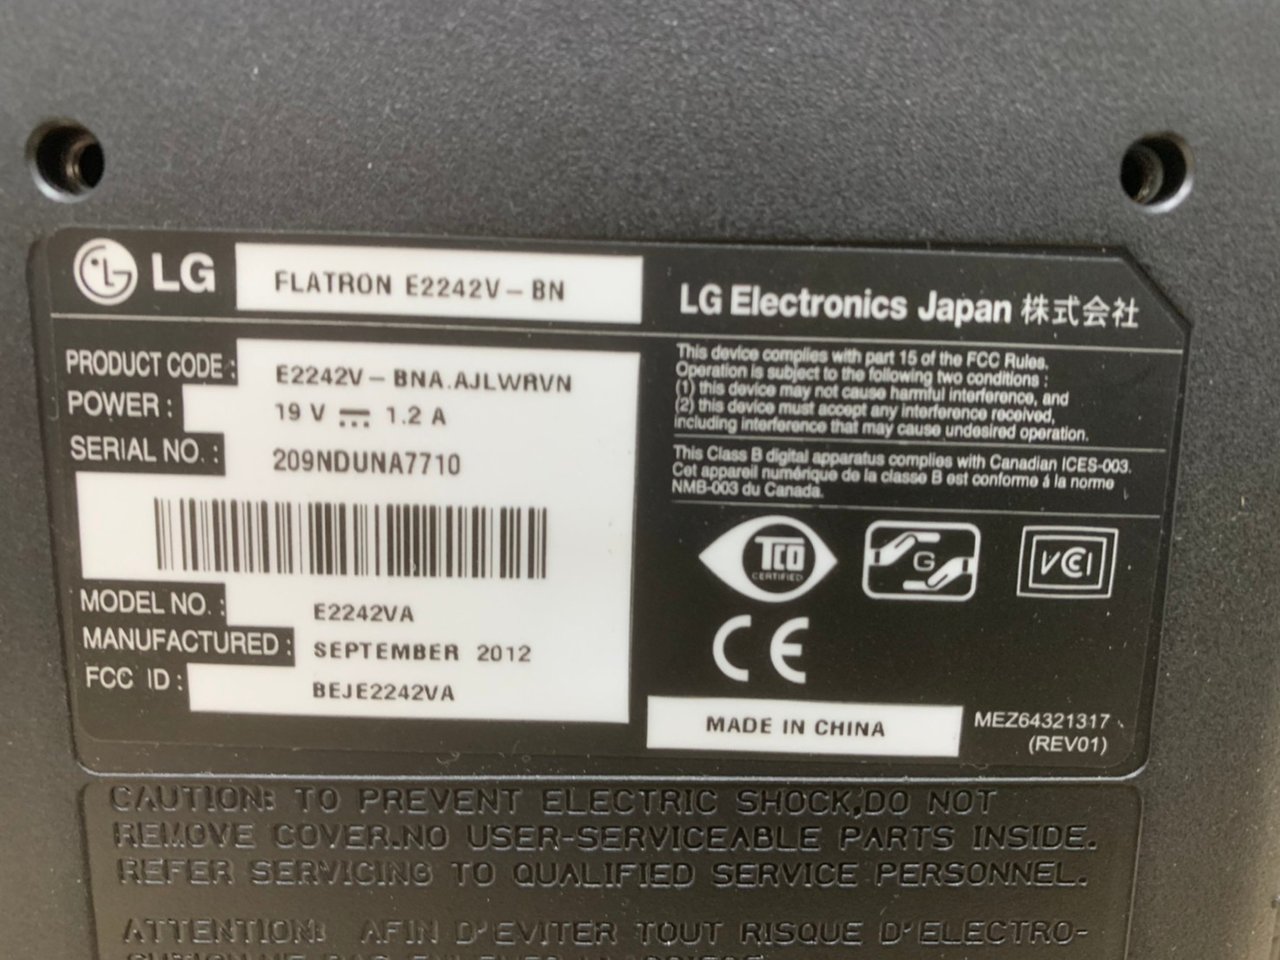 LG FLATRON E2242V-BN
LG Electronics Japan 株式会社
PRODUCT CODE : E2242V-BNA.AJLWRVN
POWER : 19 V ⎓ 1.2 A
SERIAL NO. : 209NDUNA7710
MODEL NO. : E2242VA
MANUFACTURED : SEPTEMBER 2012
FCC ID : BEJE2242VA
This device complies with part 15 of the FCC Rules.
Operation is subject to the following two conditions :
(1) this device may not cause harmful interference, and
(2) this device must accept any interference received,
including interference that may cause undesired operation.
This Class B digital apparatus complies with Canadian ICES-003.
Cet appareil numérique de la classe B est conforme á la norme
NMB-003 du Canada.
TCO
CERTIFIED
G
VCCI
CE
MADE IN CHINA
MEZ64321317
(REV01)
CAUTION: TO PREVENT ELECTRIC SHOCK,DO NOT
REMOVE COVER.NO USER-SERVICEABLE PARTS INSIDE.
REFER SERVICING TO QUALIFIED SERVICE PERSONNEL.
ATTENTION: AFIN D'EVITER TOUT RISQUE D'ELECTRO-